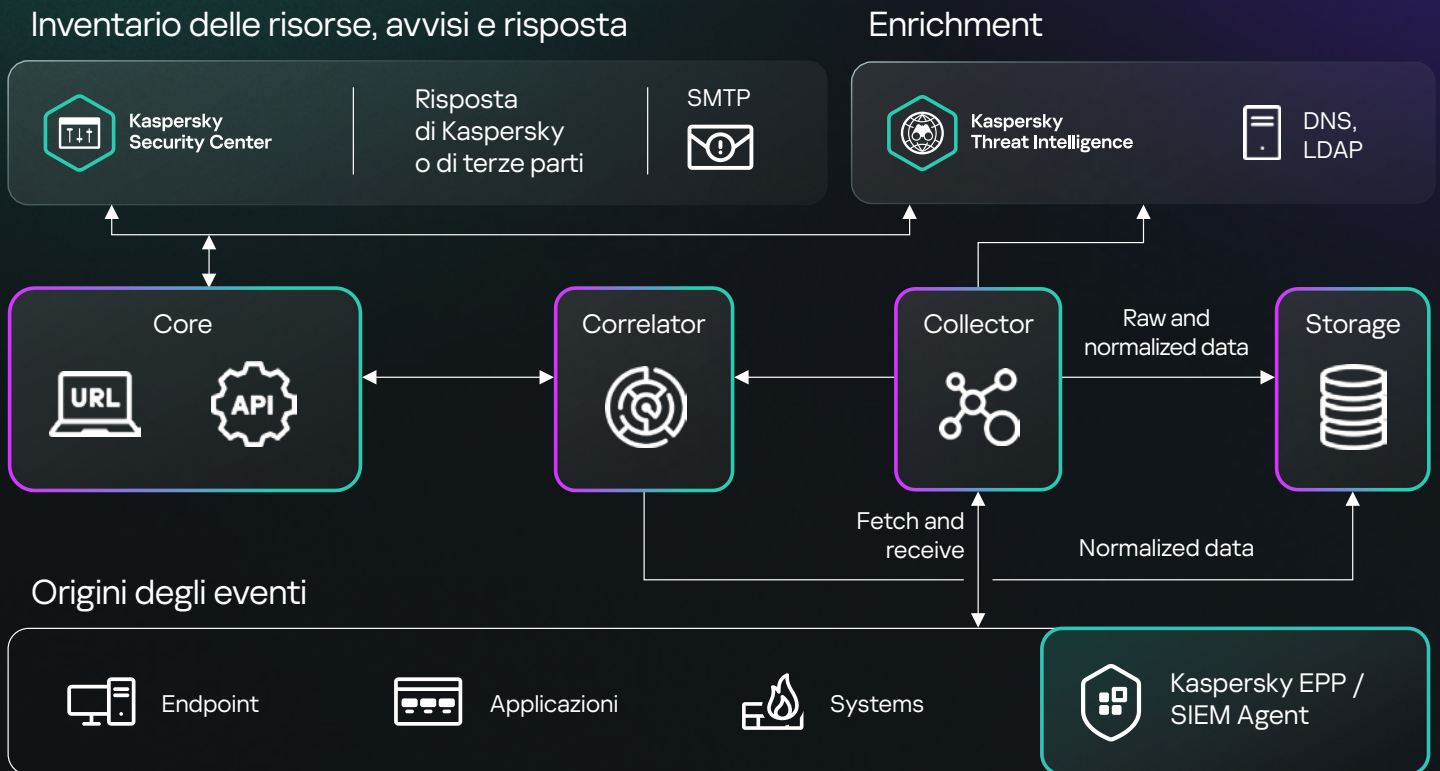 Inventario delle risorse, avvisi e risposta
Enrichment
Kaspersky
Security Center
Risposta
di Kaspersky
o di terze parti
SMTP
Kaspersky
Threat Intelligence
DNS,
LDAP
Core
URL
API
Correlator
Collector
Raw and
normalized data
Storage
Fetch and
receive
Normalized data
Origini degli eventi
Endpoint
Applicazioni
Systems
Kaspersky EPP /
SIEM Agent